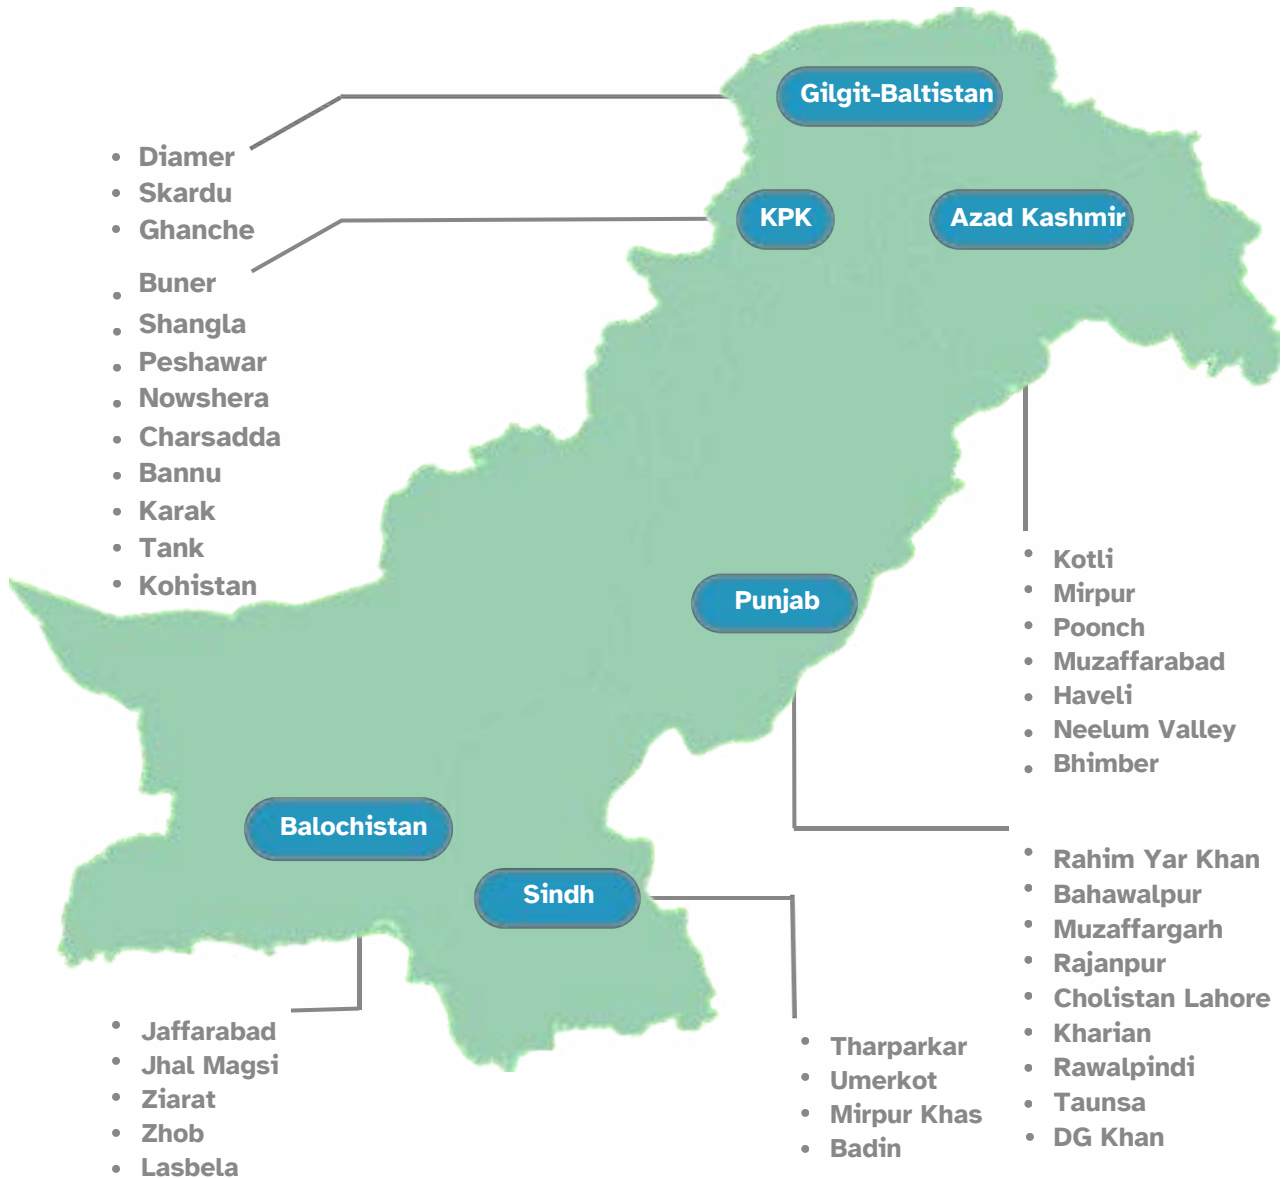 Gilgit-Baltistan
• Diamer
• Skardu
• Ghanche
KPK
Azad Kashmir
• Buner
• Shangla
• Peshawar
• Nowshera
• Charsadda
• Bannu
• Karak
• Tank
• Kohistan
• Kotli
• Mirpur
• Poonch
• Muzaffarabad
• Haveli
• Neelum Valley
• Bhimber
Punjab
Balochistan
Sindh
• Rahim Yar Khan
• Bahawalpur
• Muzaffargarh
• Rajanpur
• Cholistan Lahore
• Kharian
• Rawalpindi
• Taunsa
• DG Khan
• Jaffarabad
• Jhal Magsi
• Ziarat
• Zhob
• Lasbela
• Tharparkar
• Umerkot
• Mirpur Khas
• Badin